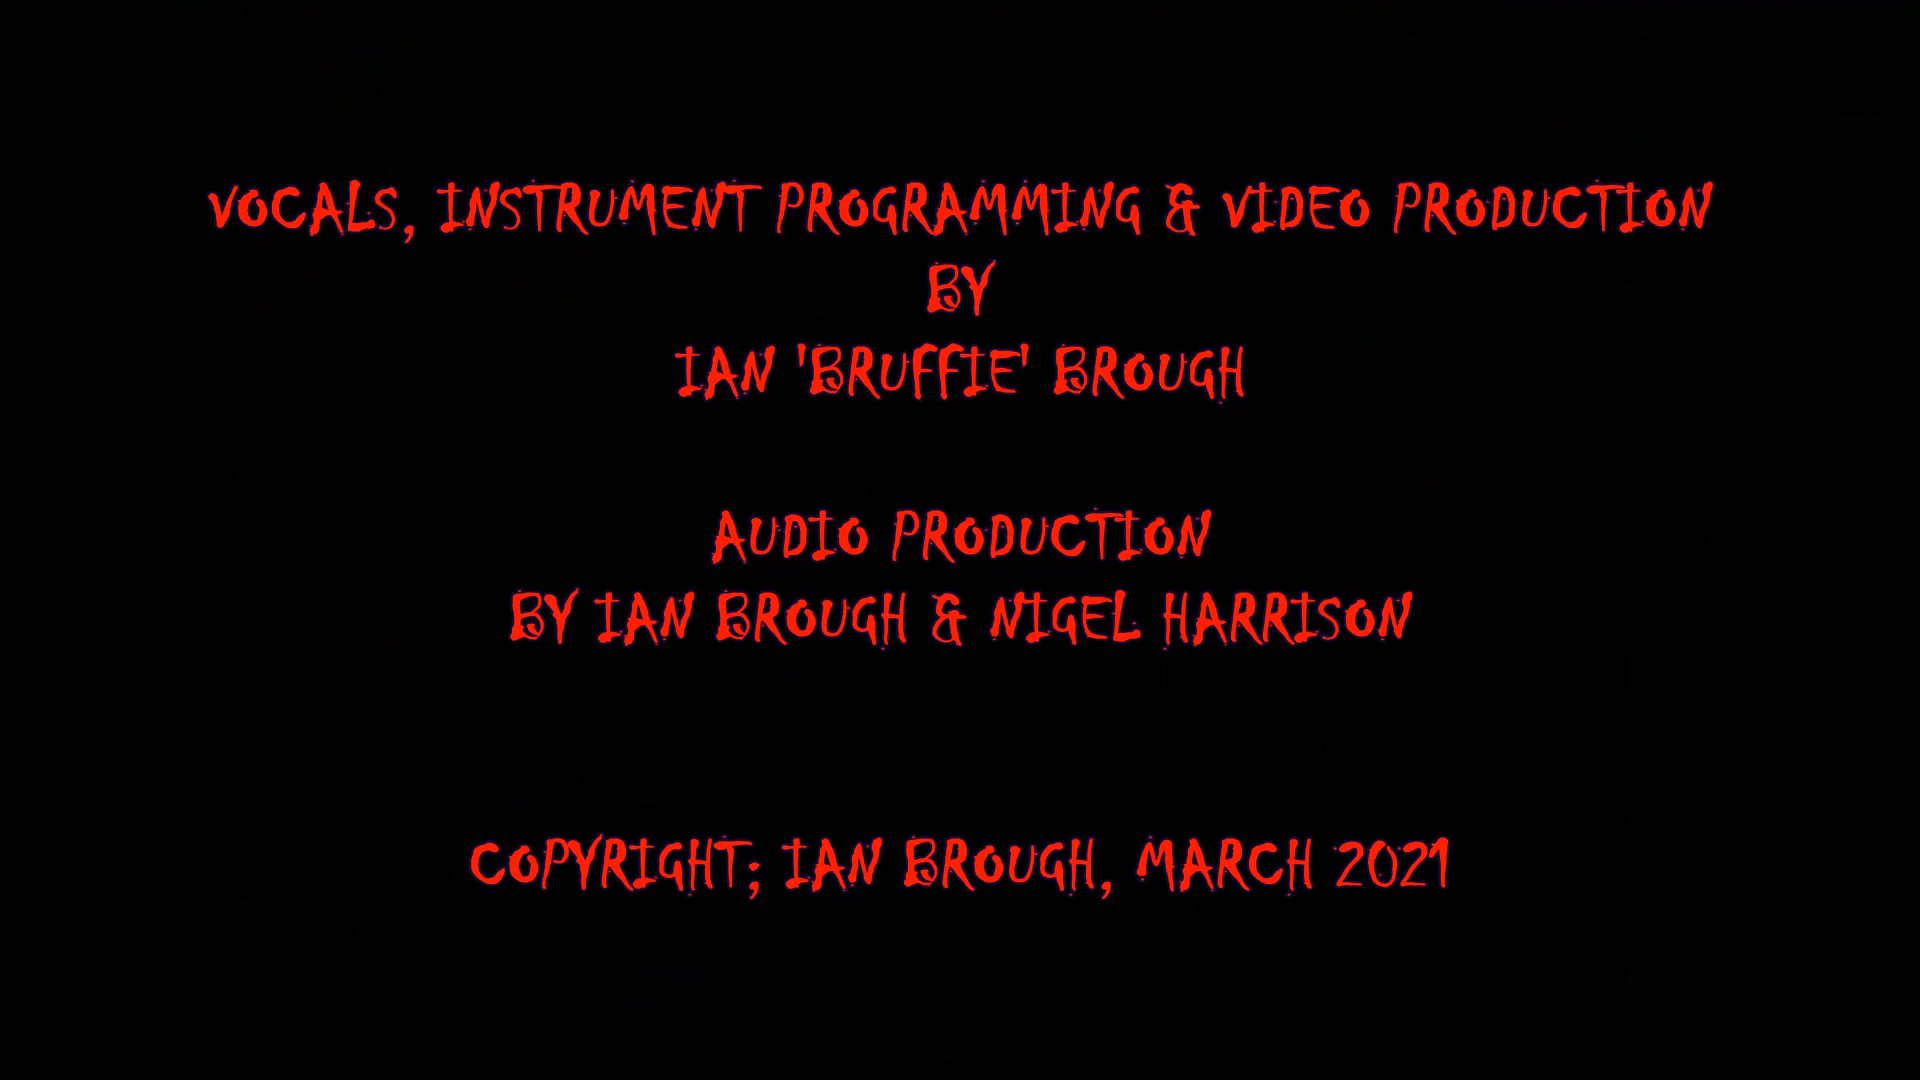 VOCALS, INSTRUMENT PROGRAMMING & VIDEO PRODUCTION
BY
IAN 'BRUFFIE' BROUGH
AUDIO PRODUCTION
BY IAN BROUGH & NIGEL HARRISON
COPYRIGHT; IAN BROUGH, MARCH 2021